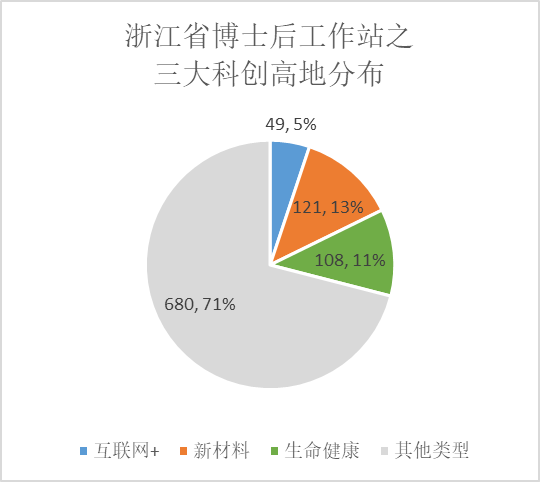 浙江省博士后工作站之
三大科创高地分布
49, 5%
121, 13%
108, 11%
680, 71%
互联网+ 新材料 生命健康 其他类型